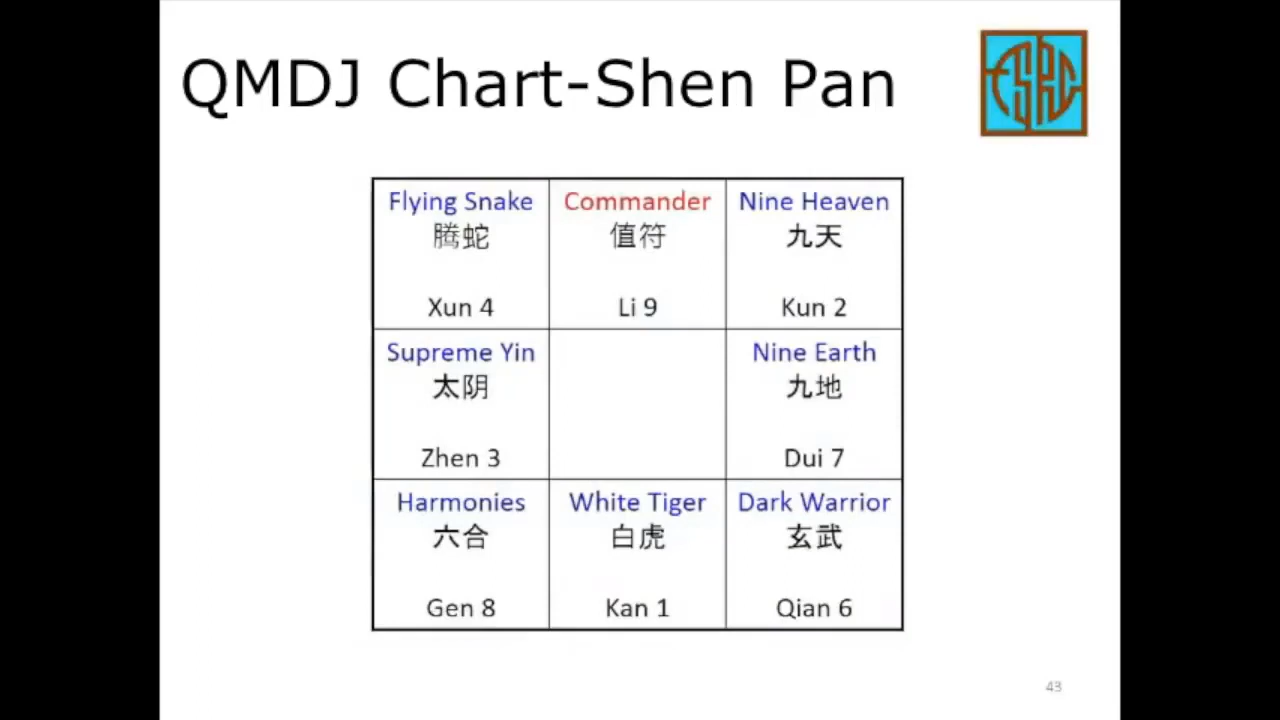 QMDJ Chart-Shen Pan
FSRC
Flying Snake
腾蛇
Xun 4
Commander
值符
Li 9
Nine Heaven
九天
Kun 2
Supreme Yin
太阴
Zhen 3
Nine Earth
九地
Dui 7
Harmonies
六合
Gen 8
White Tiger
白虎
Kan 1
Dark Warrior
玄武
Qian 6
43